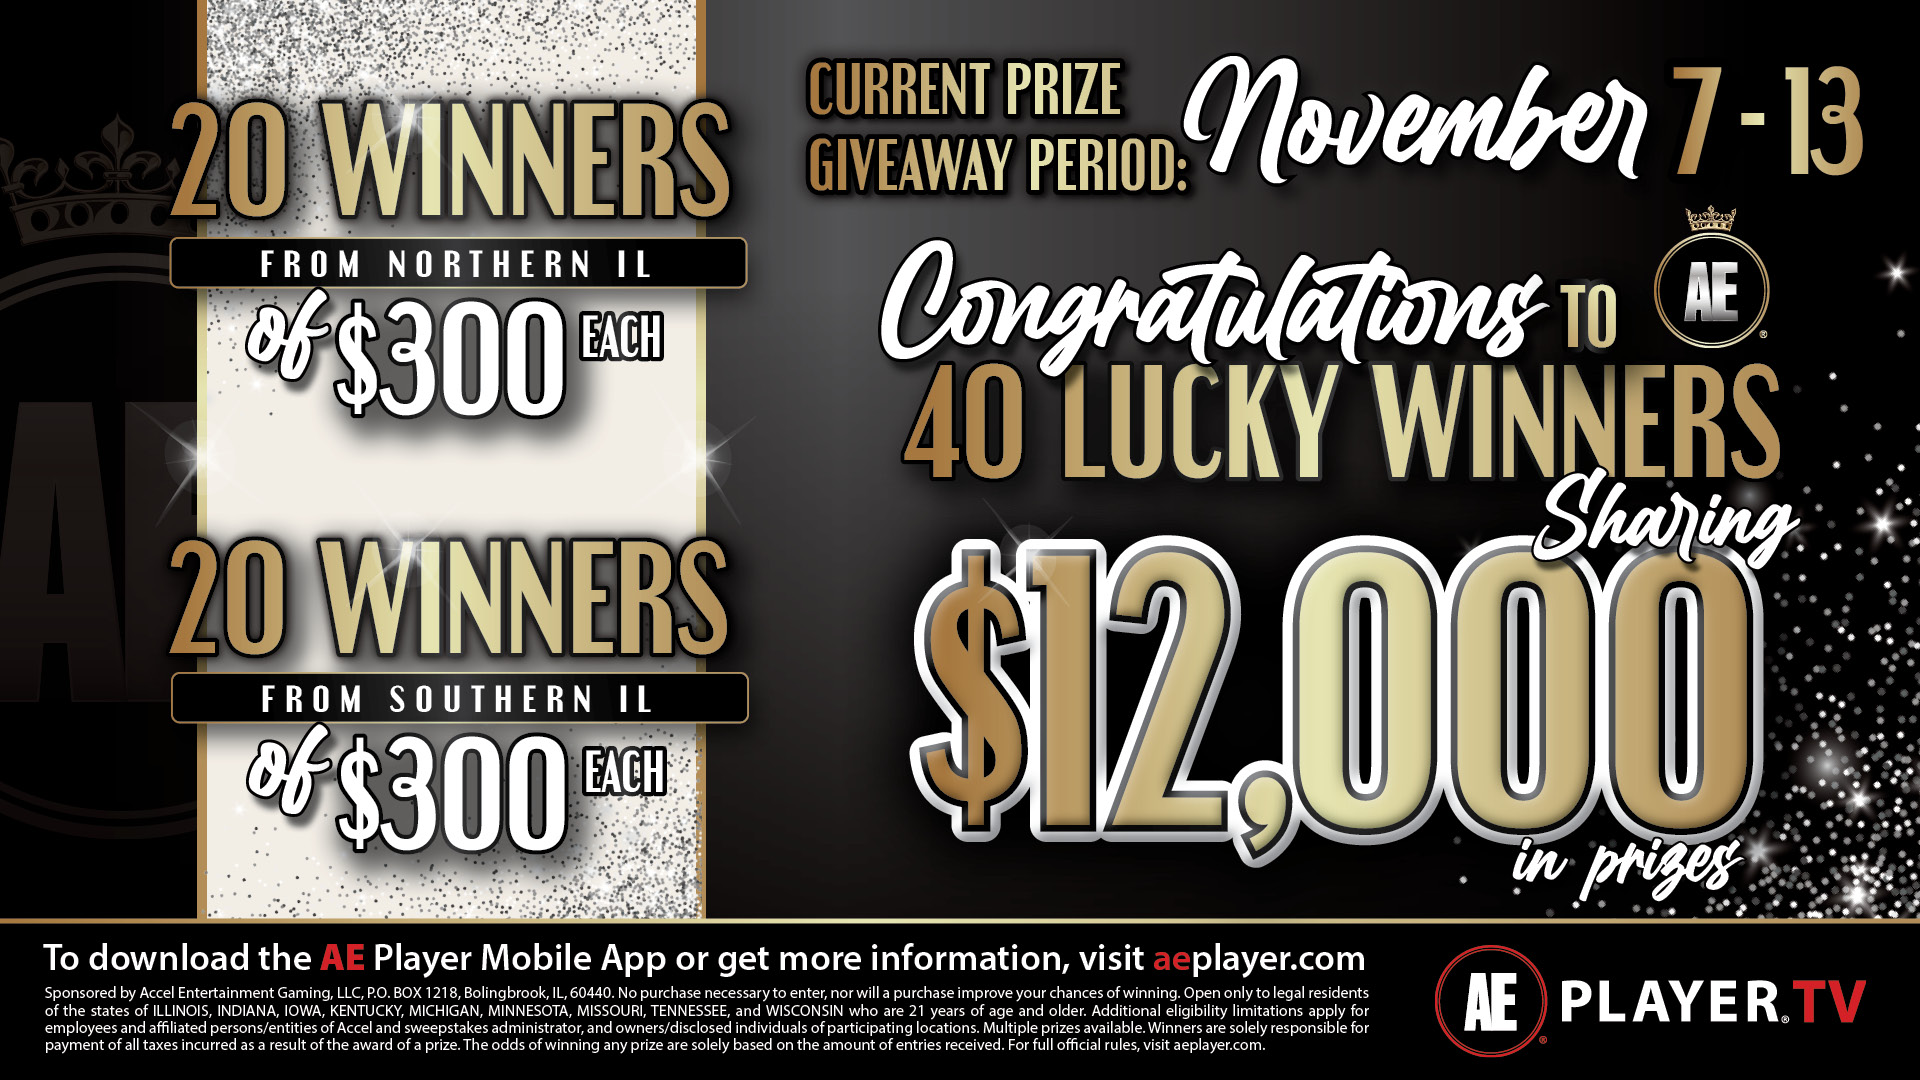 20 WINNERS
FROM NORTHERN IL
of $300 EACH
20 WINNERS
FROM SOUTHERN IL
of $300 EACH
CURRENT PRIZE
GIVEAWAY PERIOD: November 7 - 13
Congratulations TO AE®
40 LUCKY WINNERS
Sharing
$12,000
in prizes
To download the AE Player Mobile App or get more information, visit aeplayer.com
Sponsored by Accel Entertainment Gaming, LLC, P.O. BOX 1218, Bolingbrook, IL, 60440. No purchase necessary to enter, nor will a purchase improve your chances of winning. Open only to legal residents
of the states of ILLINOIS, INDIANA, IOWA, KENTUCKY, MICHIGAN, MINNESOTA, MISSOURI, TENNESSEE, and WISCONSIN who are 21 years of age and older. Additional eligibility limitations apply for
employees and affiliated persons/entities of Accel and sweepstakes administrator, and owners/disclosed individuals of participating locations. Multiple prizes available. Winners are solely responsible for
payment of all taxes incurred as a result of the award of a prize. The odds of winning any prize are solely based on the amount of entries received. For full official rules, visit aeplayer.com.
AE® PLAYER®.TV
AE